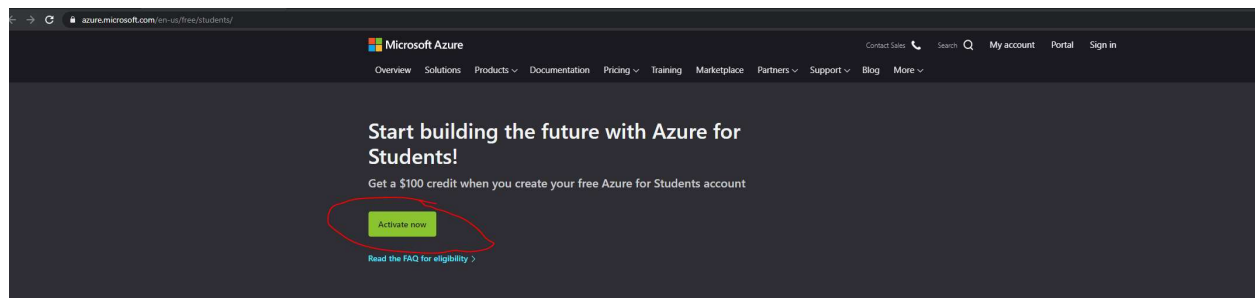 azure.microsoft.com/en-us/free/students/
Microsoft Azure
Contact Sales Search My account Portal Sign in
Overview Solutions Products Documentation Pricing Training Marketplace Partners Support Blog More
Start building the future with Azure for
Students!
Get a $100 credit when you create your free Azure for Students account
Activate now
Read the FAQ for eligibility